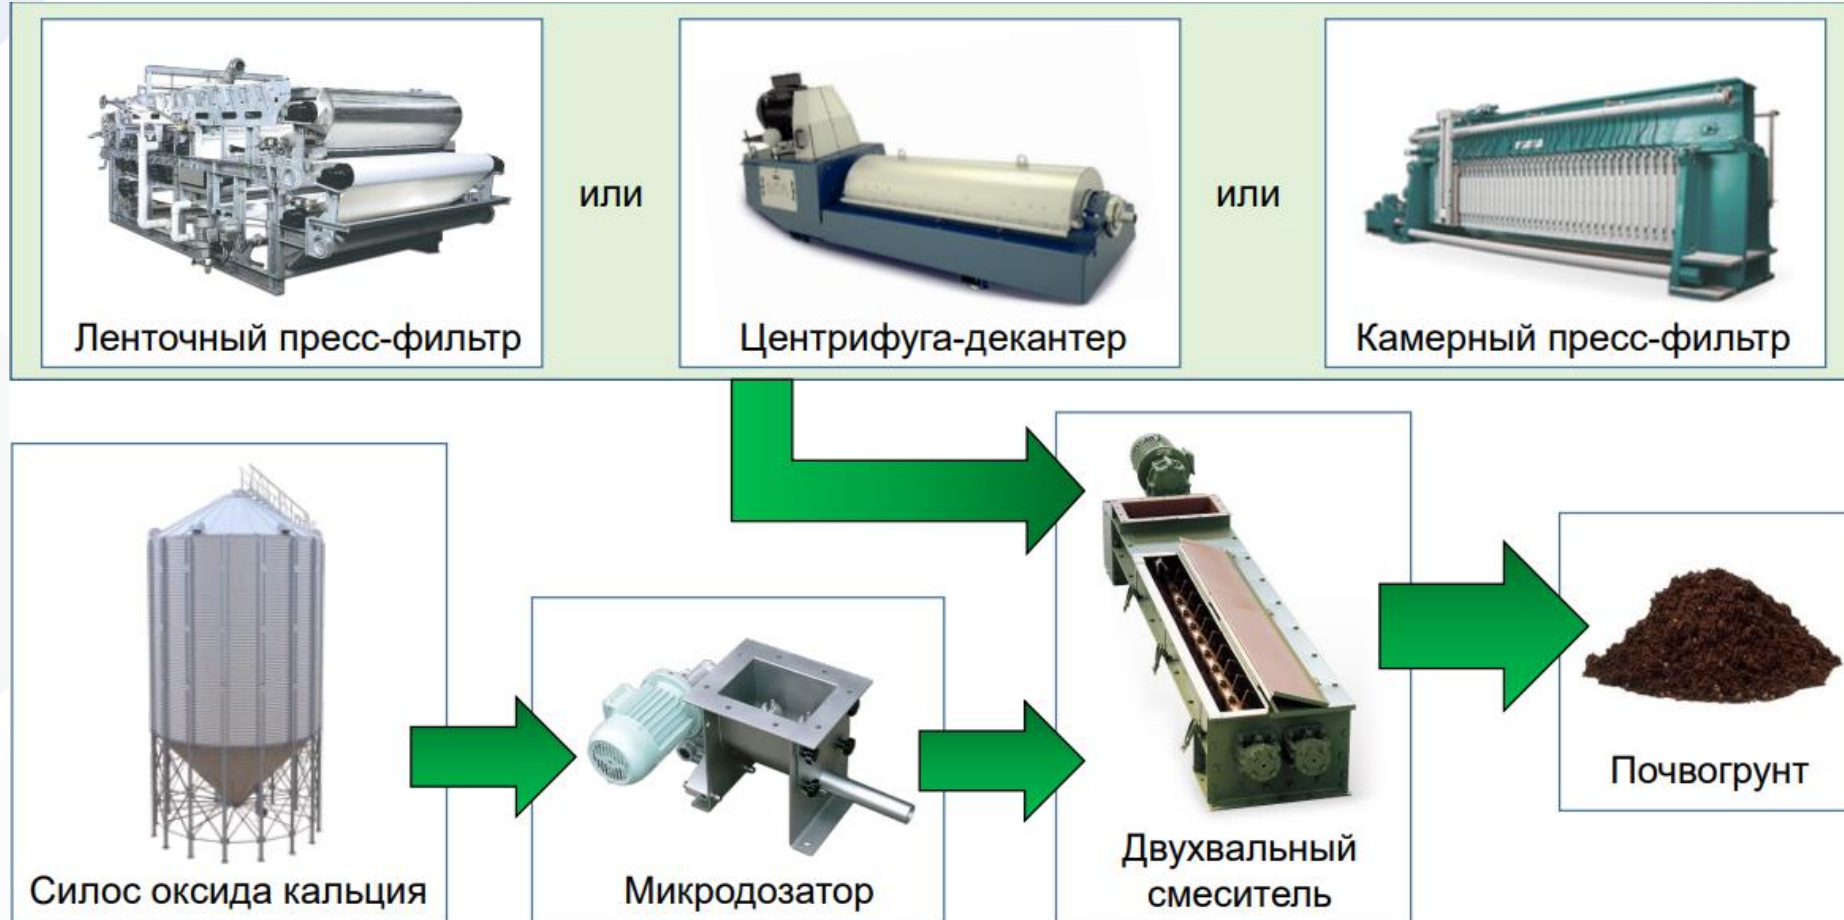 или
или
Ленточный пресс-фильтр
Центрифуга-декантер
Камерный пресс-фильтр
Силос оксида кальция
Микродозатор
Двухвальный
смеситель
Почвогрунт